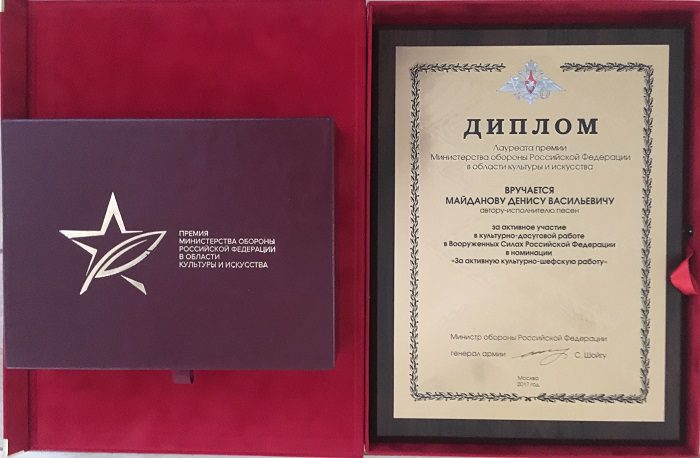 ПРЕМИЯ
МИНИСТЕРСТВА ОБОРОНЫ
РОССИЙСКОЙ ФЕДЕРАЦИИ
В ОБЛАСТИ
КУЛЬТУРЫ И ИСКУССТВА
ДИПЛОМ
Лауреата премии
Министерства обороны Российской Федерации
в области культуры и искусства
ВРУЧАЕТСЯ
МАЙДАНОВУ ДЕНИСУ ВАСИЛЬЕВИЧУ
автору-исполнителю песен
за активное участие
в культурно-досуговой работе
в Вооруженных Силах Российской Федерации
в номинации
«За активную культурно-шефскую работу»
Министр обороны Российской Федерации
генерал армии С. Шойгу
Москва
2017 год